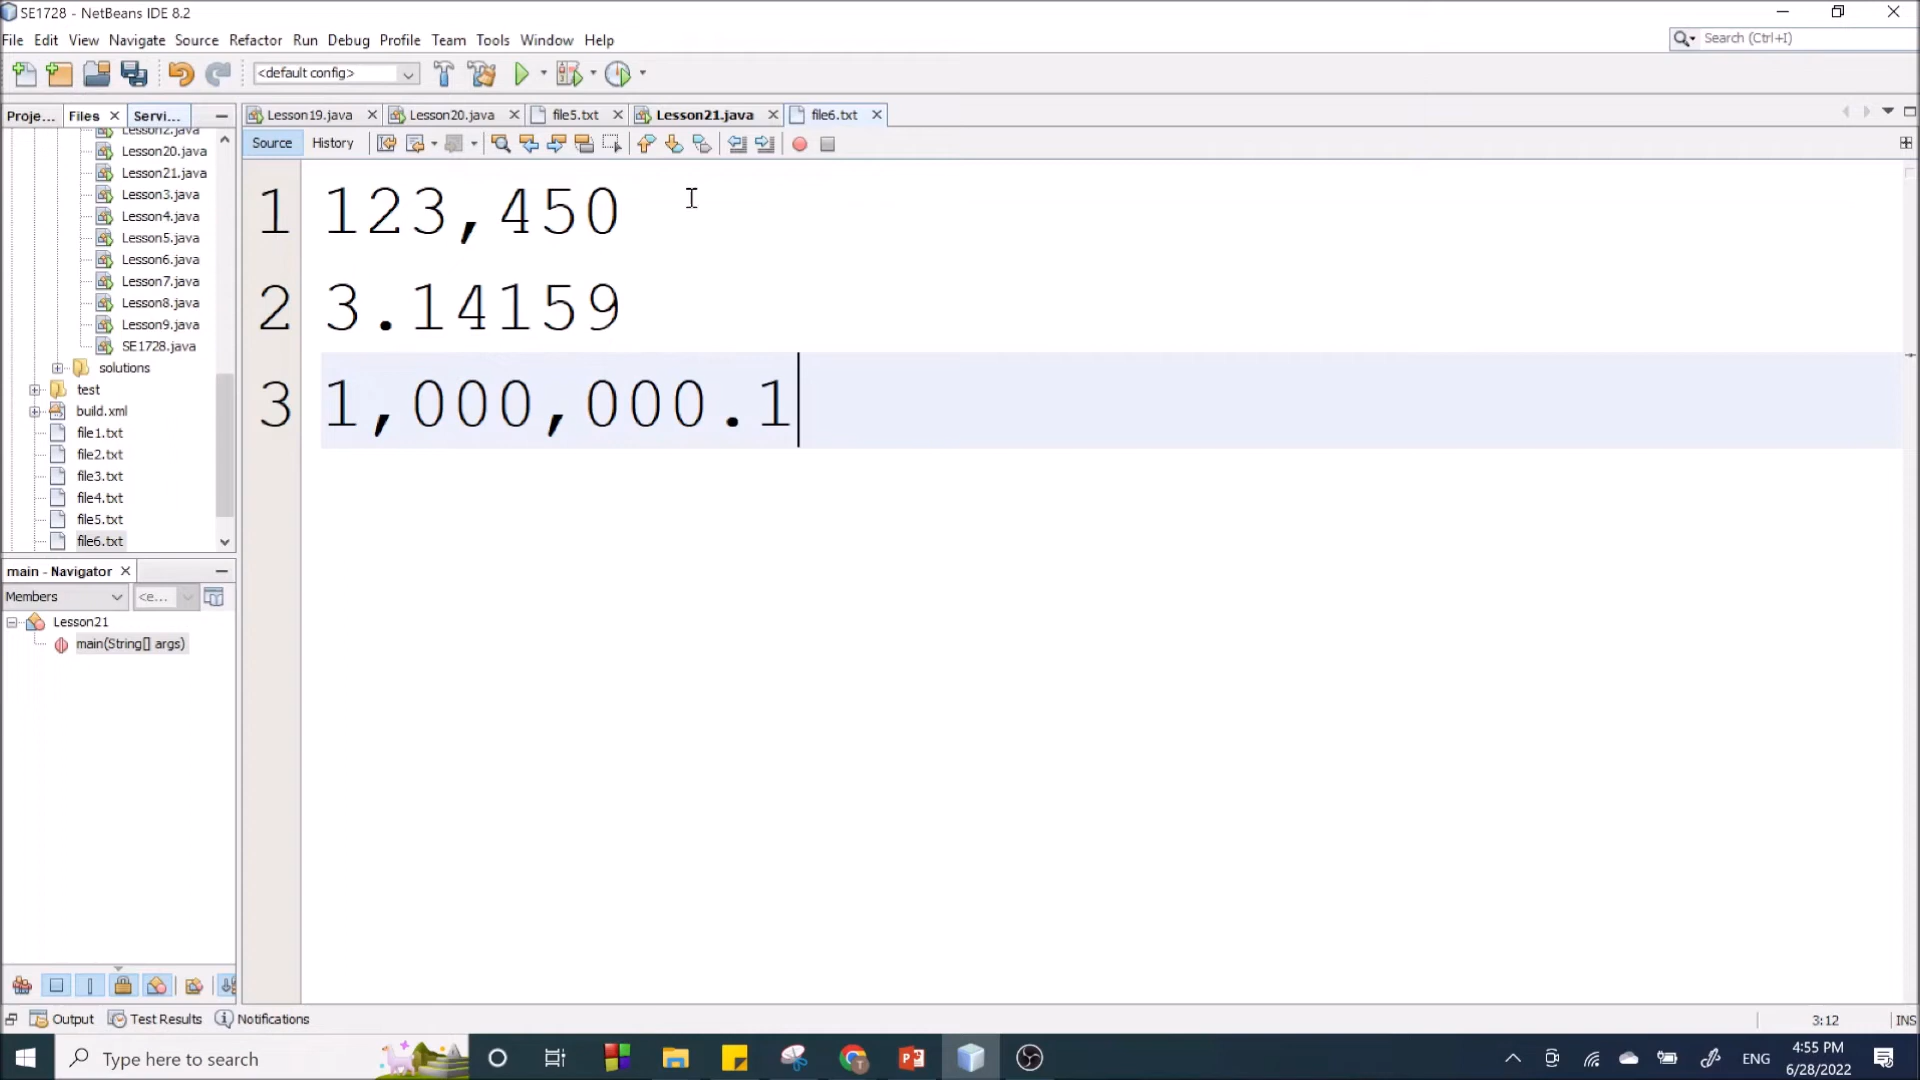 SE1728 - NetBeans IDE 8.2
File Edit View Navigate Source Refactor Run Debug Profile Team Tools Window Help
Search (Ctrl+I)
<default config>
Proje... Files Servi...
Lesson19.java Lesson20.java file5.txt Lesson21.java file6.txt
Source History
Lesson2.java
Lesson20.java
Lesson21.java
Lesson3.java
Lesson4.java
Lesson5.java
Lesson6.java
Lesson7.java
Lesson8.java
Lesson9.java
SE1728.java
solutions
test
build.xml
file1.txt
file2.txt
file3.txt
file4.txt
file5.txt
file6.txt
1 123,450
2 3.14159
3 1,000,000.1
main - Navigator
Members <e...
Lesson21
main(String[] args)
Output Test Results Notifications
3:12 INS
Type here to search
ENG
4:55 PM
6/28/2022